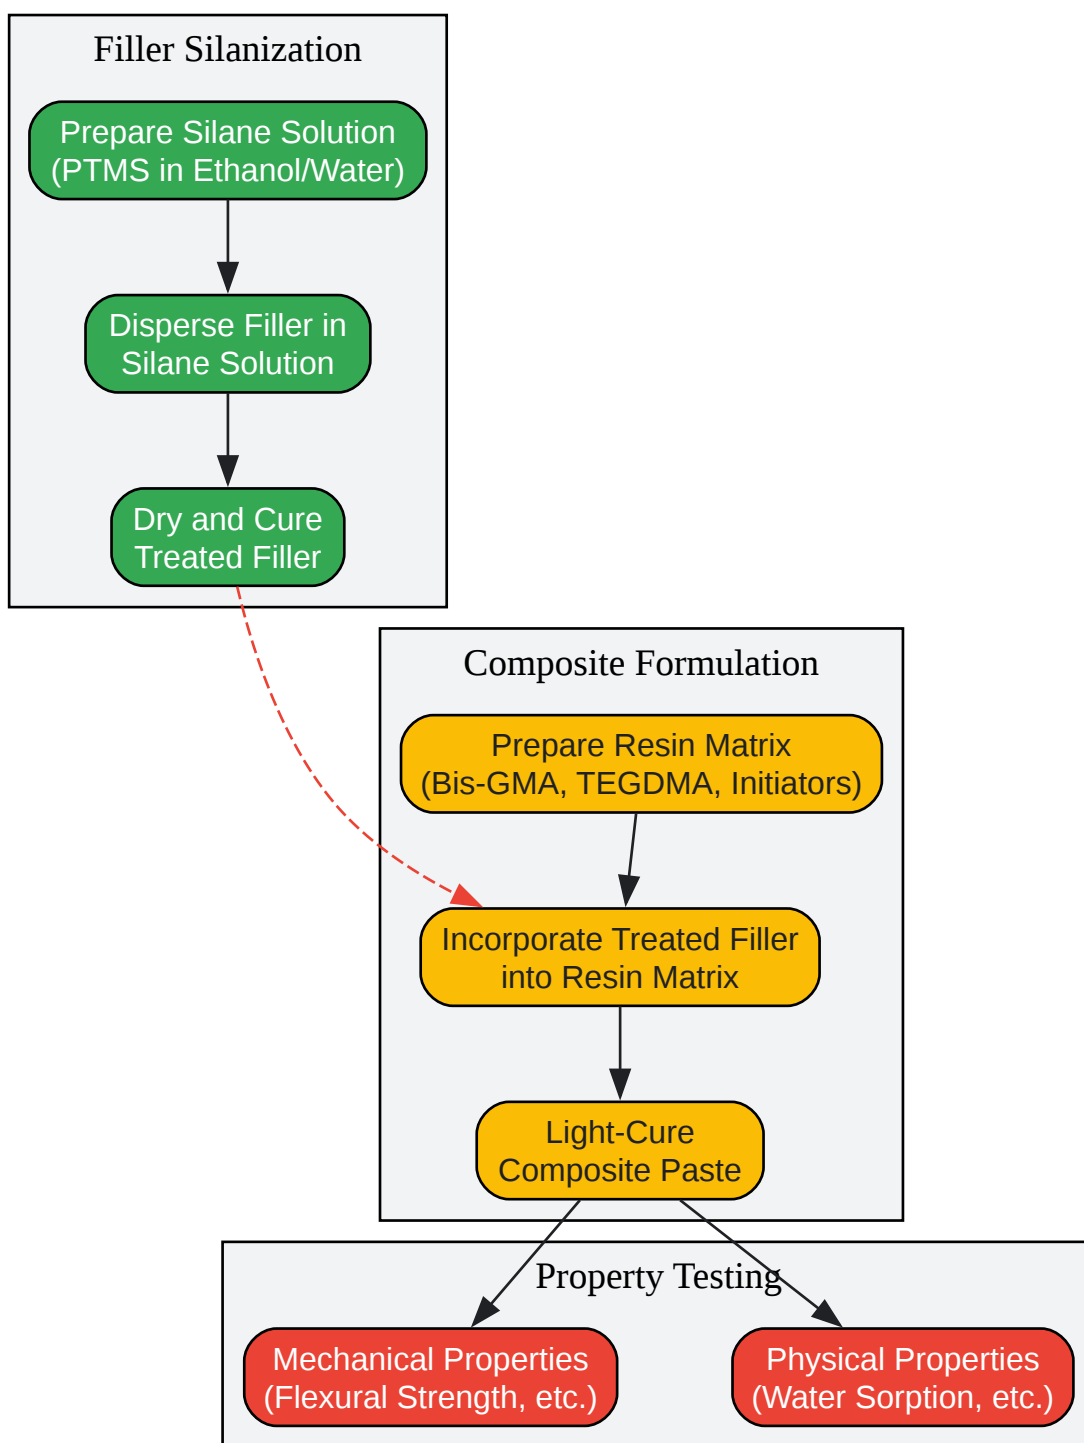 Filler Silanization
Prepare Silane Solution
(PTMS in Ethanol/Water)
Disperse Filler in
Silane Solution
Dry and Cure
Treated Filler
Composite Formulation
Prepare Resin Matrix
(Bis-GMA, TEGDMA, Initiators)
Incorporate Treated Filler
into Resin Matrix
Light-Cure
Composite Paste
Property Testing
Mechanical Properties
(Flexural Strength, etc.)
Physical Properties
(Water Sorption, etc.)